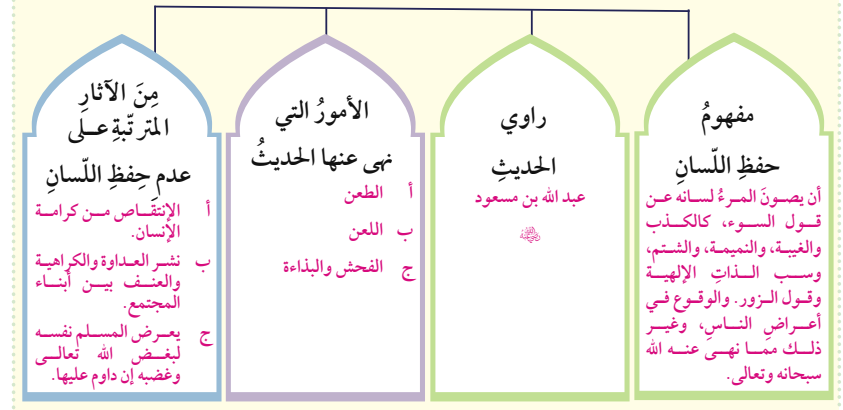 مفهومُ
حفظِ اللّسانِ
أن يصونَ المرءُ لسانه عن
قول السوء، كالكذب
والغيبة، والنميمة، والشتم،
وسب الذاتِ الإلهية
وقول الزور. والوقوع في
أعراضِ الناسِ، وغير
ذلك مما نهى عنه الله
سبحانه وتعالى.
راوي
الحديثِ
عبد الله بن مسعود
رضي الله عنه
الأمورُ التي
نهى عنها الحديثُ
أ الطعن
ب اللعن
ج الفحش والبذاءة
مِنَ الآثارِ
المترتّبةِ على
عدمِ حِفظِ اللّسانِ
أ الإنتقاص من كرامة
الإنسان.
ب نشر العداوة والكراهية
والعنف بين أبناء
المجتمع.
ج يعرض المسلم نفسه
لبغض الله تعالى
وغضبه إن داوم عليها.